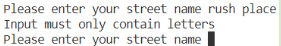 Please enter your street name rush place
Input must only contain letters
Please enter your street name